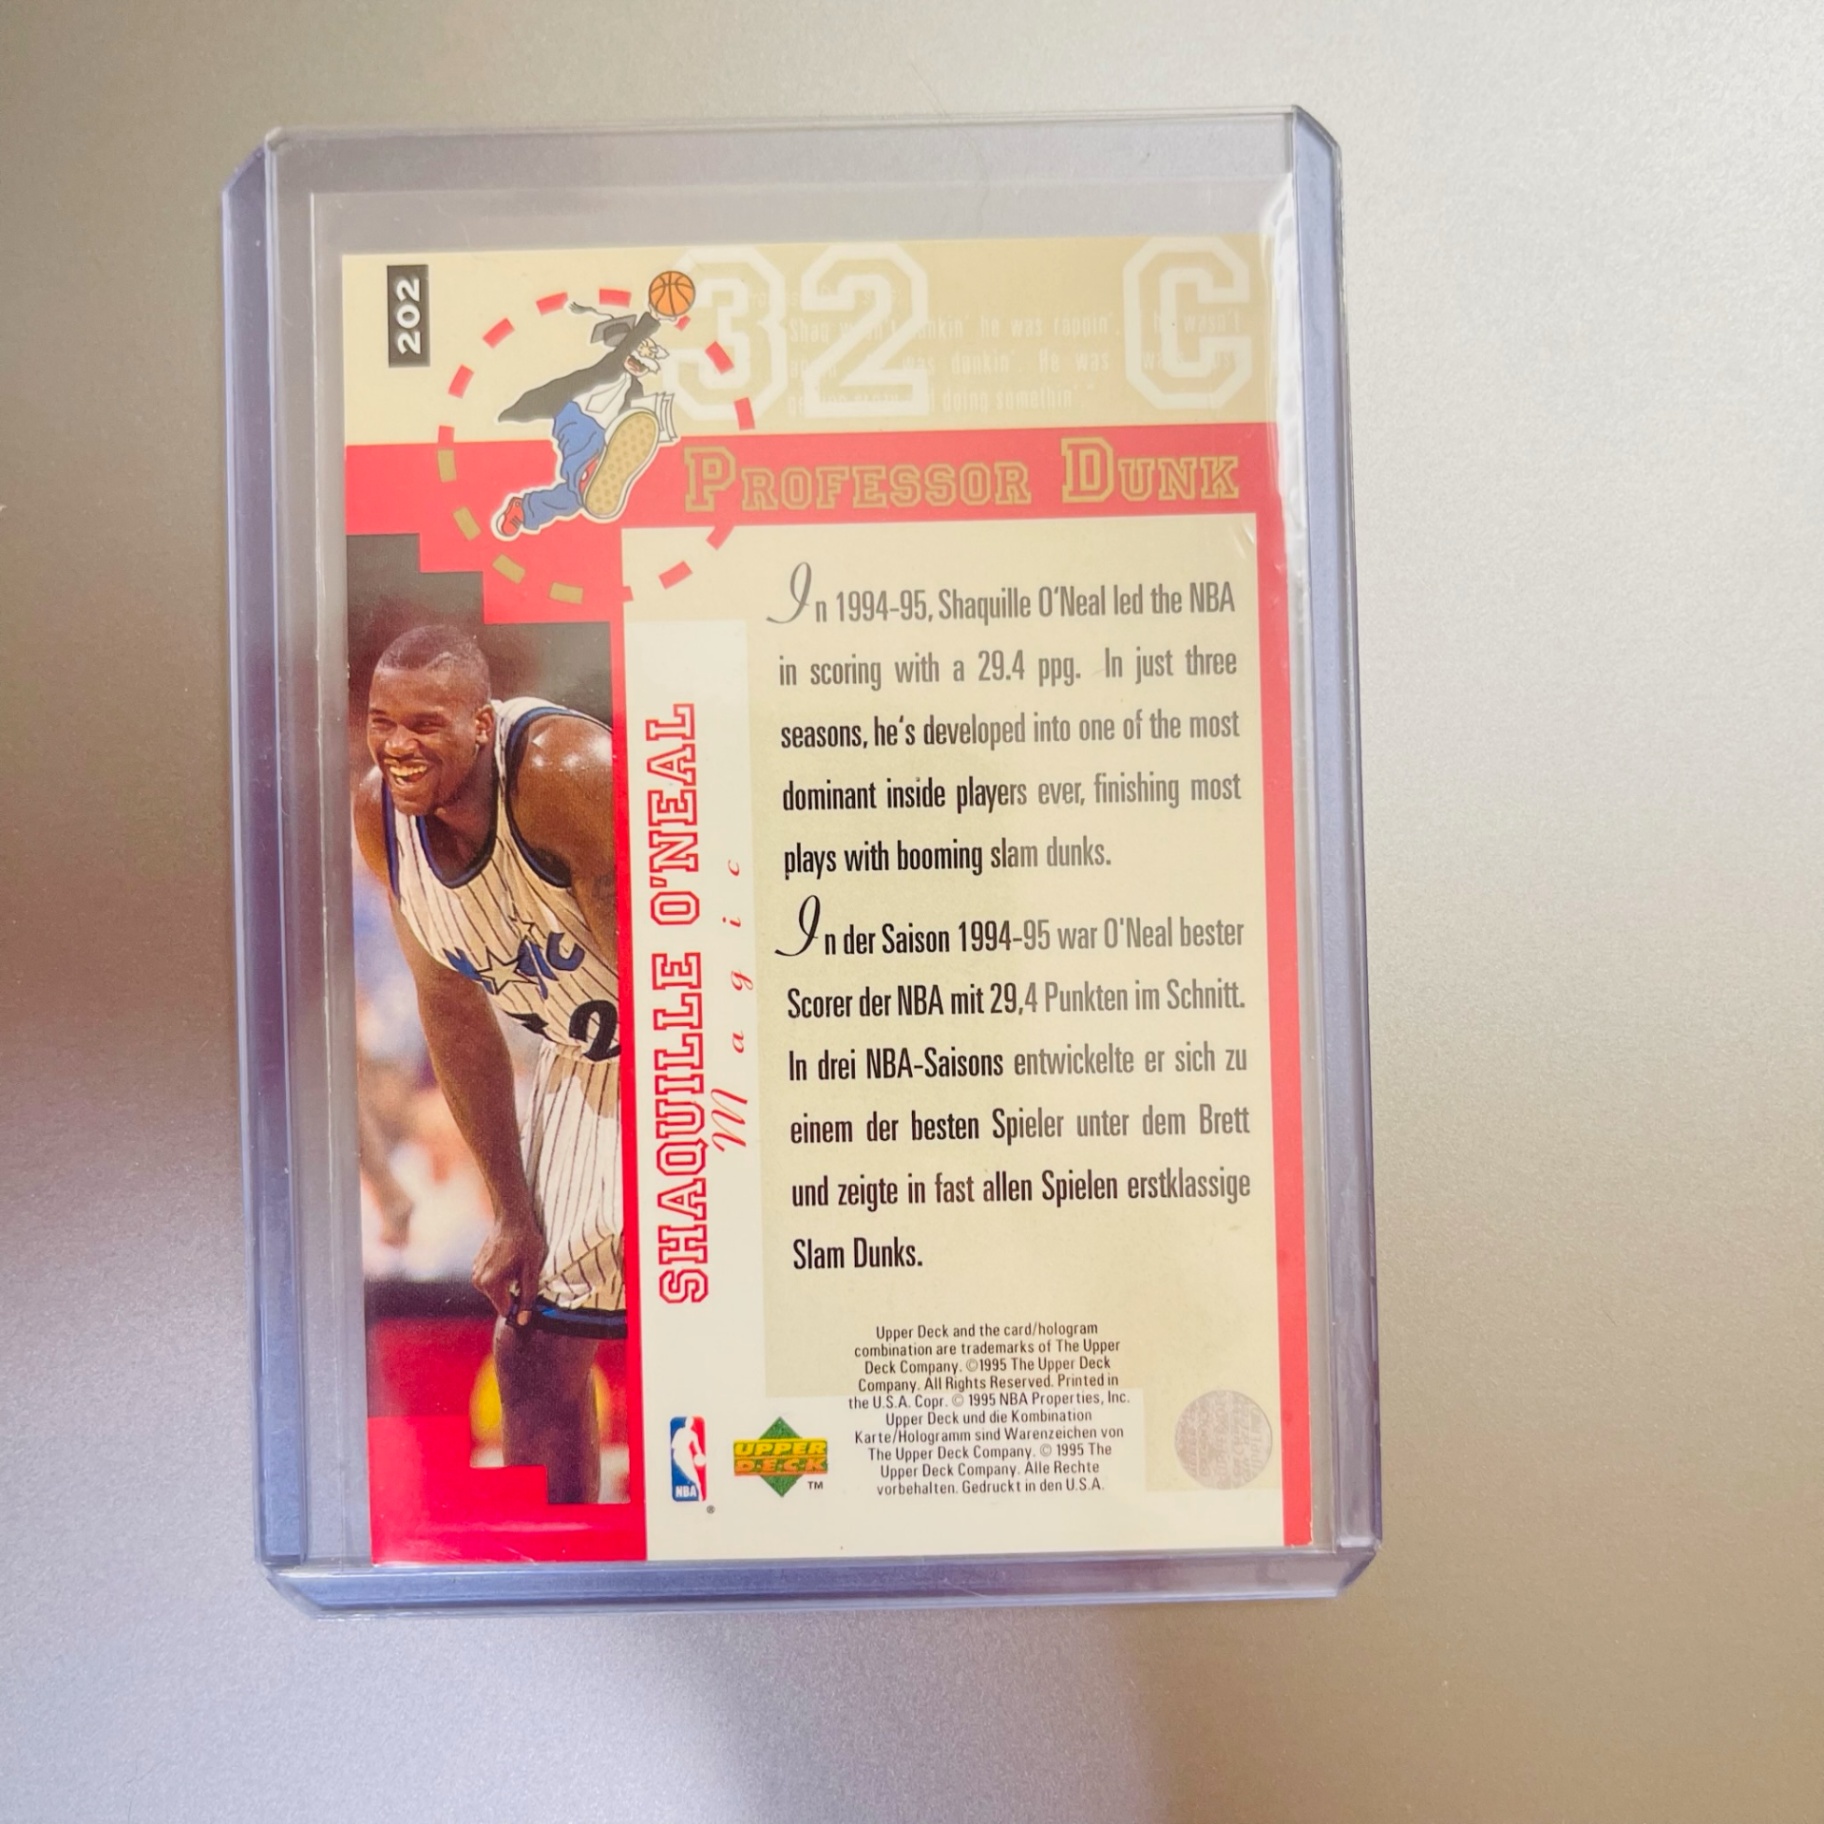 202
32 C
PROFESSOR DUNK
In 1994-95, Shaquille O'Neal led the NBA
in scoring with a 29.4 ppg. In just three
seasons, he's developed into one of the most
dominant inside players ever, finishing most
plays with booming slam dunks.
In der Saison 1994-95 war O'Neal bester
Scorer der NBA mit 29,4 Punkten im Schnitt.
In drei NBA-Saisons entwickelte er sich zu
einem der besten Spieler unter dem Brett
und zeigte in fast allen Spielen erstklassige
Slam Dunks.
SHAQUILLE O'NEAL
Magic
Upper Deck and the card/hologram
combination are trademarks of The Upper
Deck Company. ©1995 The Upper Deck
Company. All Rights Reserved. Printed in
the U.S.A. Copr. © 1995 NBA Properties, Inc.
Upper Deck und die Kombination
Karte/Hologramm sind Warenzeichen von
The Upper Deck Company. © 1995 The
Upper Deck Company. Alle Rechte
vorbehalten. Gedruckt in den U.S.A.
NBA
®
UPPER
DECK
TM